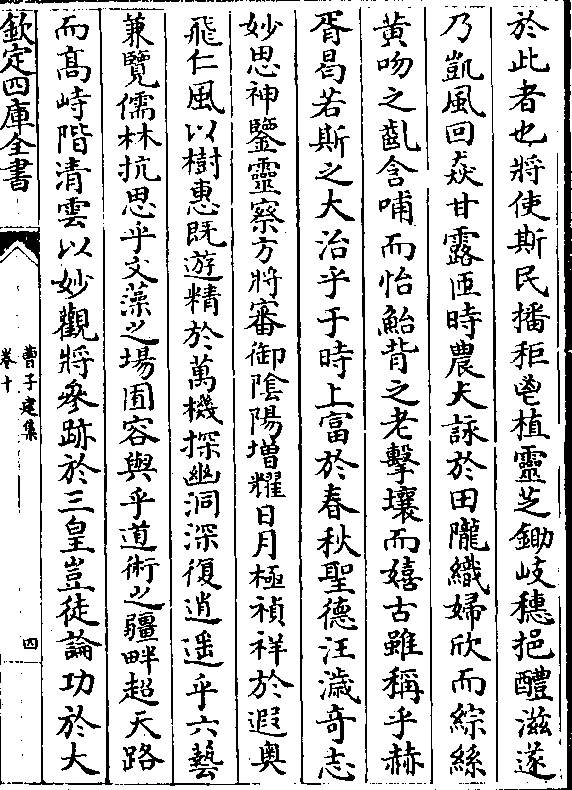 於此者也將使斯民播秬鬯植靈芝鋤岐穗挹醴滋遂
乃凱風回焱甘露匝時農夫詠於田隴織婦欣而綜絲
黄吻之齓含哺而怡鮐背之老擊壤而嬉古雖稱乎赫
胥曷若斯之大治乎于時上富於春秋聖德汪濊奇志
妙思神鑒靈察方將審御陰陽增耀日月極禎祥於遐奥
飛仁風以樹惠既遊精於萬機探幽洞深復逍遥乎六藝
兼覽儒林抗思乎文藻之場囿容與乎道術之疆畔超天路
而髙峙階清雲以妙觀將參跡於三皇豈徒論功於大
欽定四庫全書
曹子建集
卷十
四